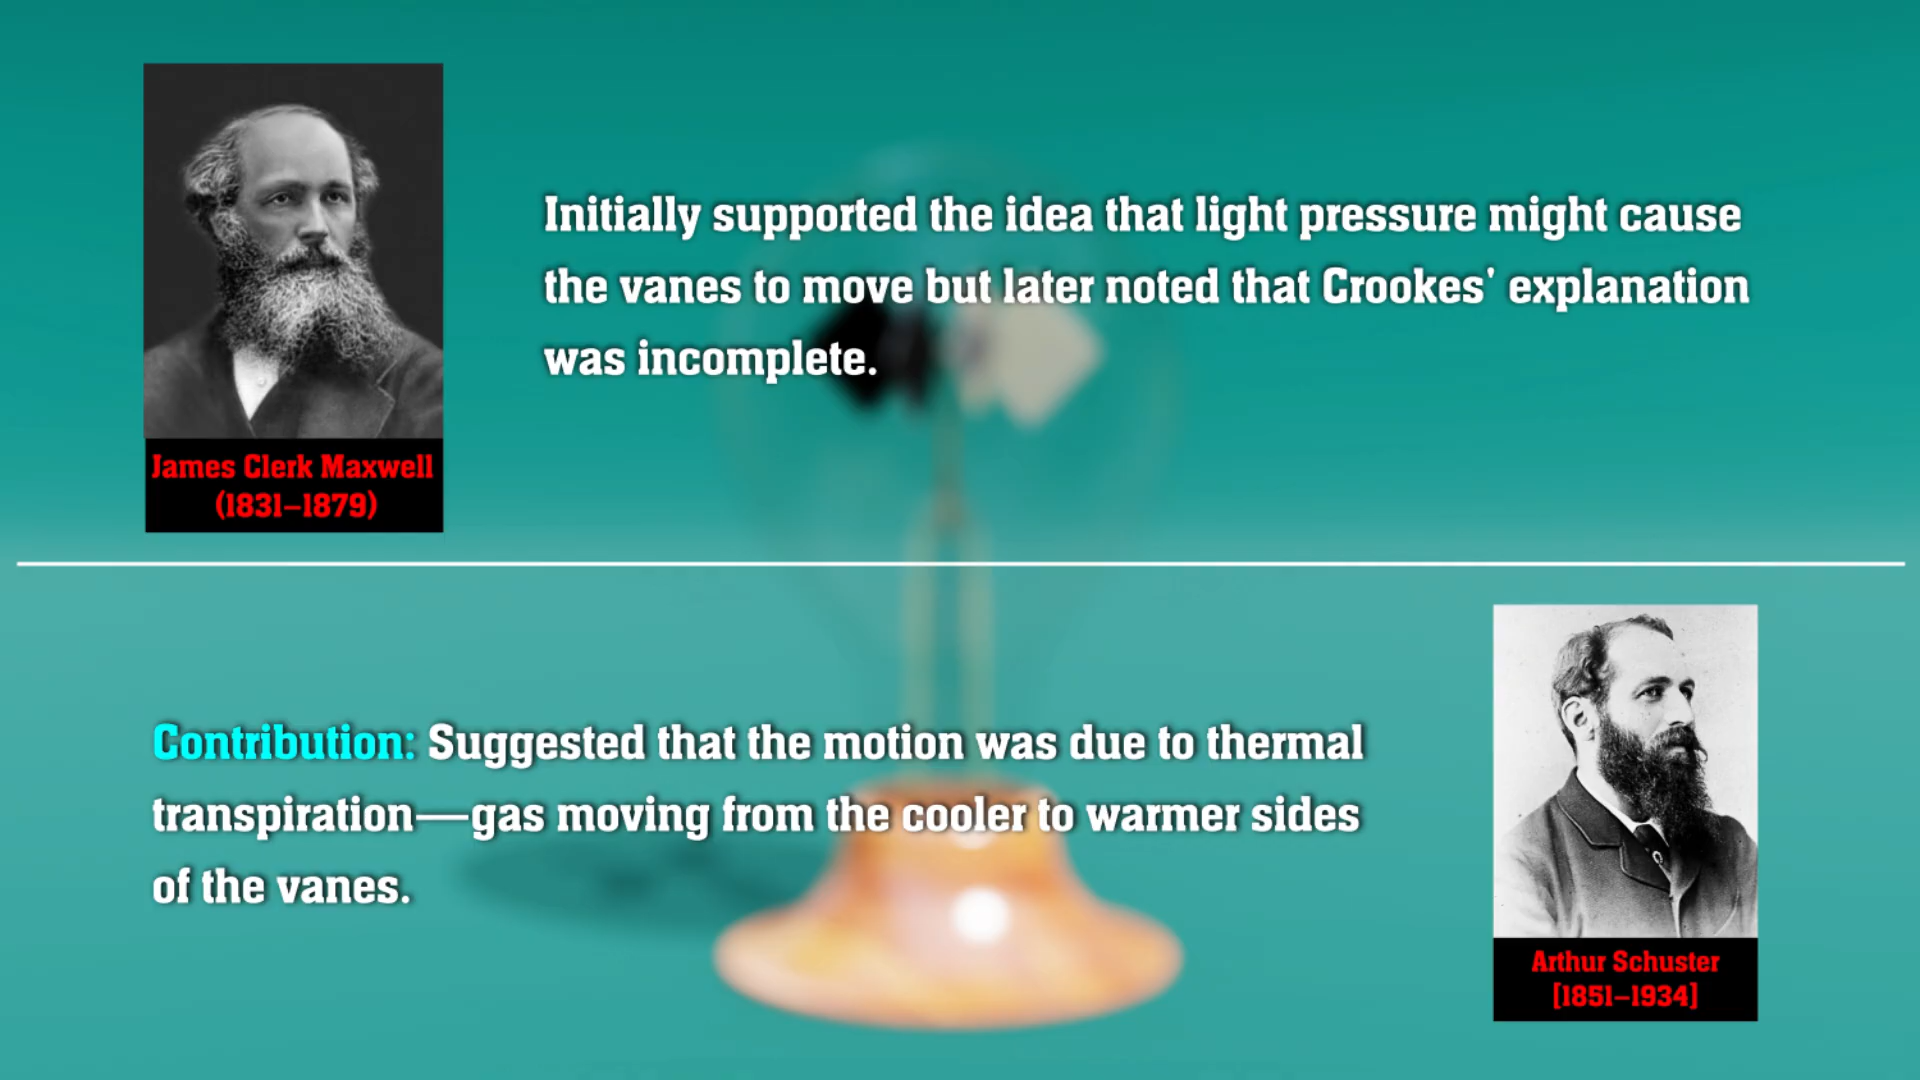 Initially supported the idea that light pressure might cause
the vanes to move but later noted that Crookes' explanation
was incomplete.
James Clerk Maxwell
(1831–1879)
Contribution: Suggested that the motion was due to thermal
transpiration—gas moving from the cooler to warmer sides
of the vanes.
Arthur Schuster
[1851–1934]